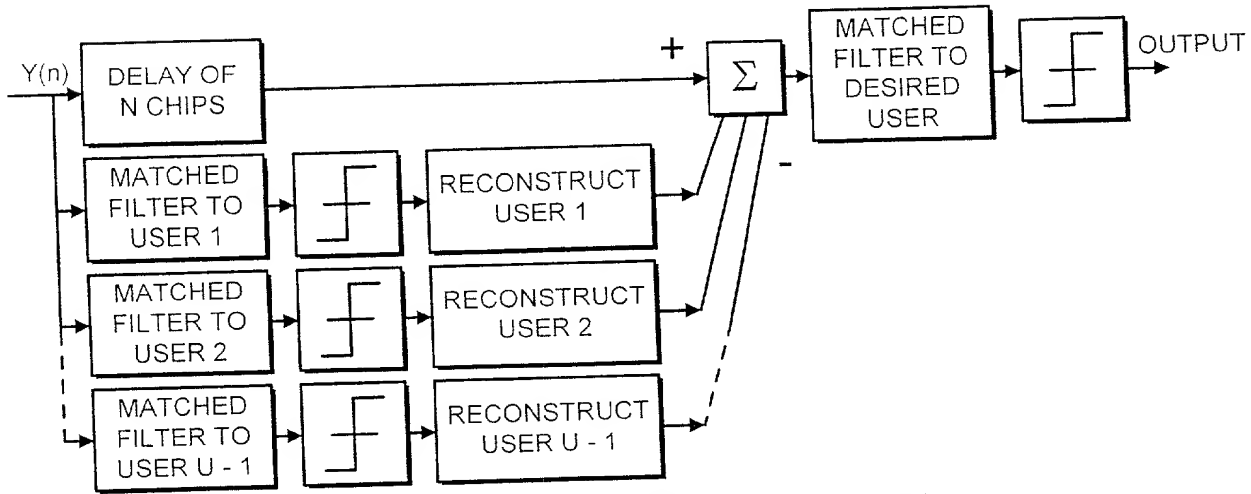 Y(n)
DELAY OF
N CHIPS
+
Σ
MATCHED
FILTER TO
DESIRED
USER
OUTPUT
-
MATCHED
FILTER TO
USER 1
RECONSTRUCT
USER 1
MATCHED
FILTER TO
USER 2
RECONSTRUCT
USER 2
MATCHED
FILTER TO
USER U - 1
RECONSTRUCT
USER U - 1